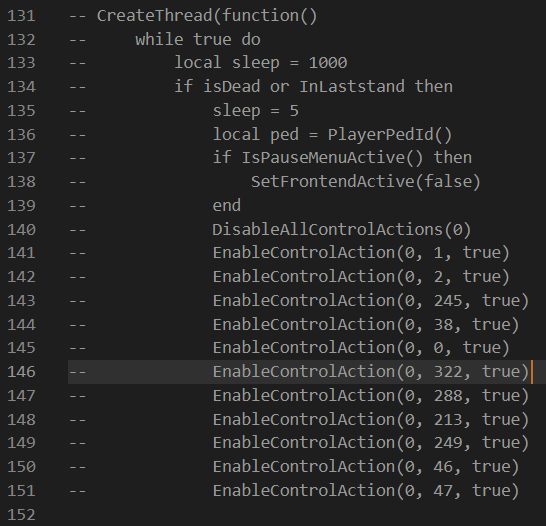 131 -- CreateThread(function()
132 --     while true do
133 --         local sleep = 1000
134 --         if isDead or InLaststand then
135 --             sleep = 5
136 --             local ped = PlayerPedId()
137 --             if IsPauseMenuActive() then
138 --                 SetFrontendActive(false)
139 --             end
140 --             DisableAllControlActions(0)
141 --             EnableControlAction(0, 1, true)
142 --             EnableControlAction(0, 2, true)
143 --             EnableControlAction(0, 245, true)
144 --             EnableControlAction(0, 38, true)
145 --             EnableControlAction(0, 0, true)
146 --             EnableControlAction(0, 322, true)
147 --             EnableControlAction(0, 288, true)
148 --             EnableControlAction(0, 213, true)
149 --             EnableControlAction(0, 249, true)
150 --             EnableControlAction(0, 46, true)
151 --             EnableControlAction(0, 47, true)
152